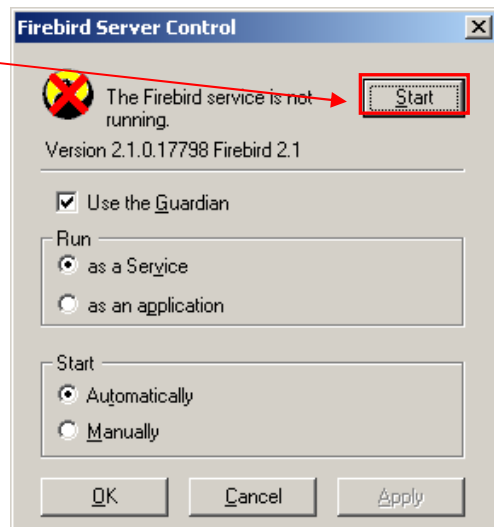 Firebird Server Control
The Firebird service is not
running.
Start
Version 2.1.0.17798 Firebird 2.1
Use the Guardian
Run
as a Service
as an application
Start
Automatically
Manually
OK
Cancel
Apply